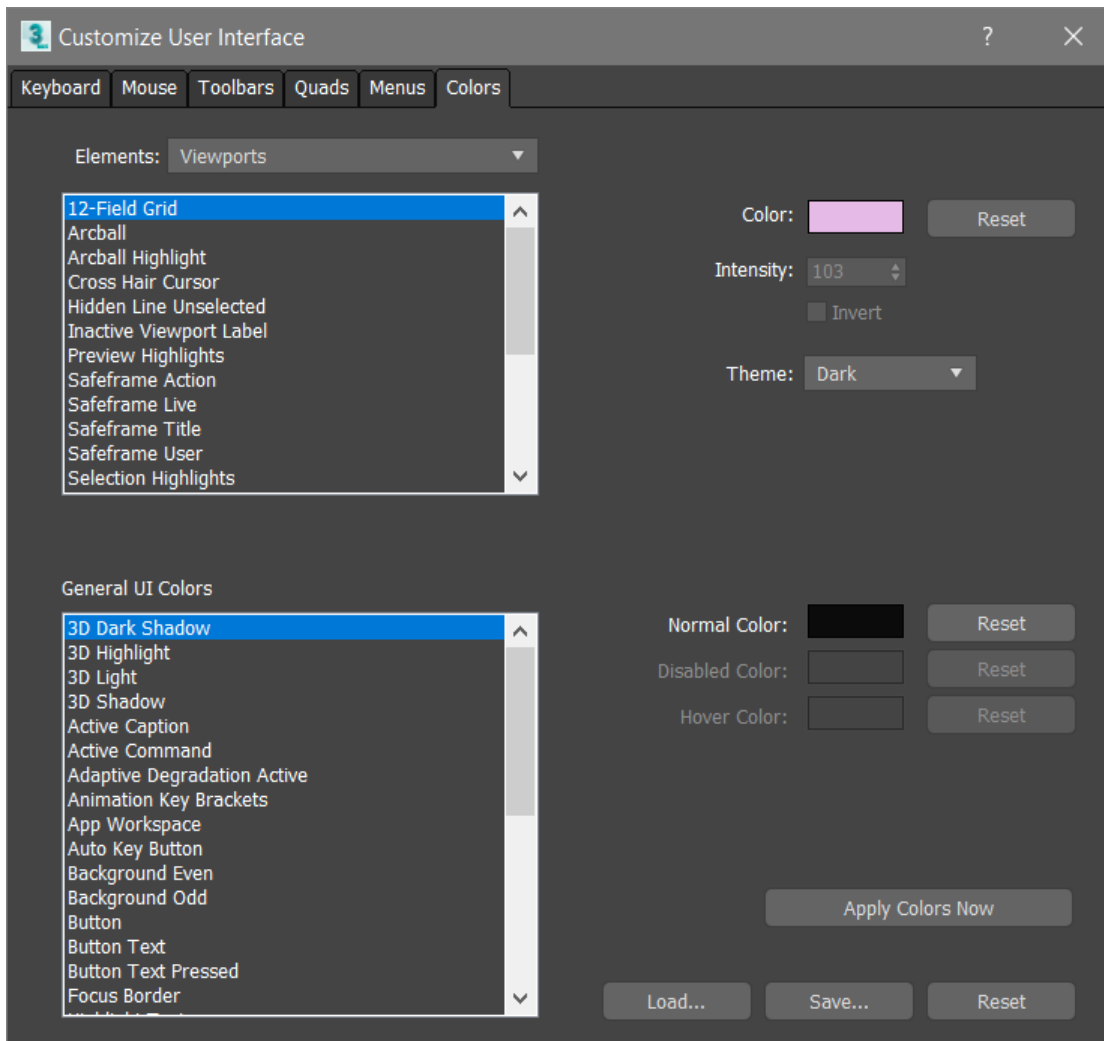 3 Customize User Interface ?
Keyboard Mouse Toolbars Quads Menus Colors
Elements: Viewports
12-Field Grid
Arcball
Arcball Highlight
Cross Hair Cursor
Hidden Line Unselected
Inactive Viewport Label
Preview Highlights
Safeframe Action
Safeframe Live
Safeframe Title
Safeframe User
Selection Highlights
Color: Reset
Intensity: 103
Invert
Theme: Dark
General UI Colors
3D Dark Shadow
3D Highlight
3D Light
3D Shadow
Active Caption
Active Command
Adaptive Degradation Active
Animation Key Brackets
App Workspace
Auto Key Button
Background Even
Background Odd
Button
Button Text
Button Text Pressed
Focus Border
Normal Color: Reset
Disabled Color: Reset
Hover Color: Reset
Apply Colors Now
Load... Save... Reset